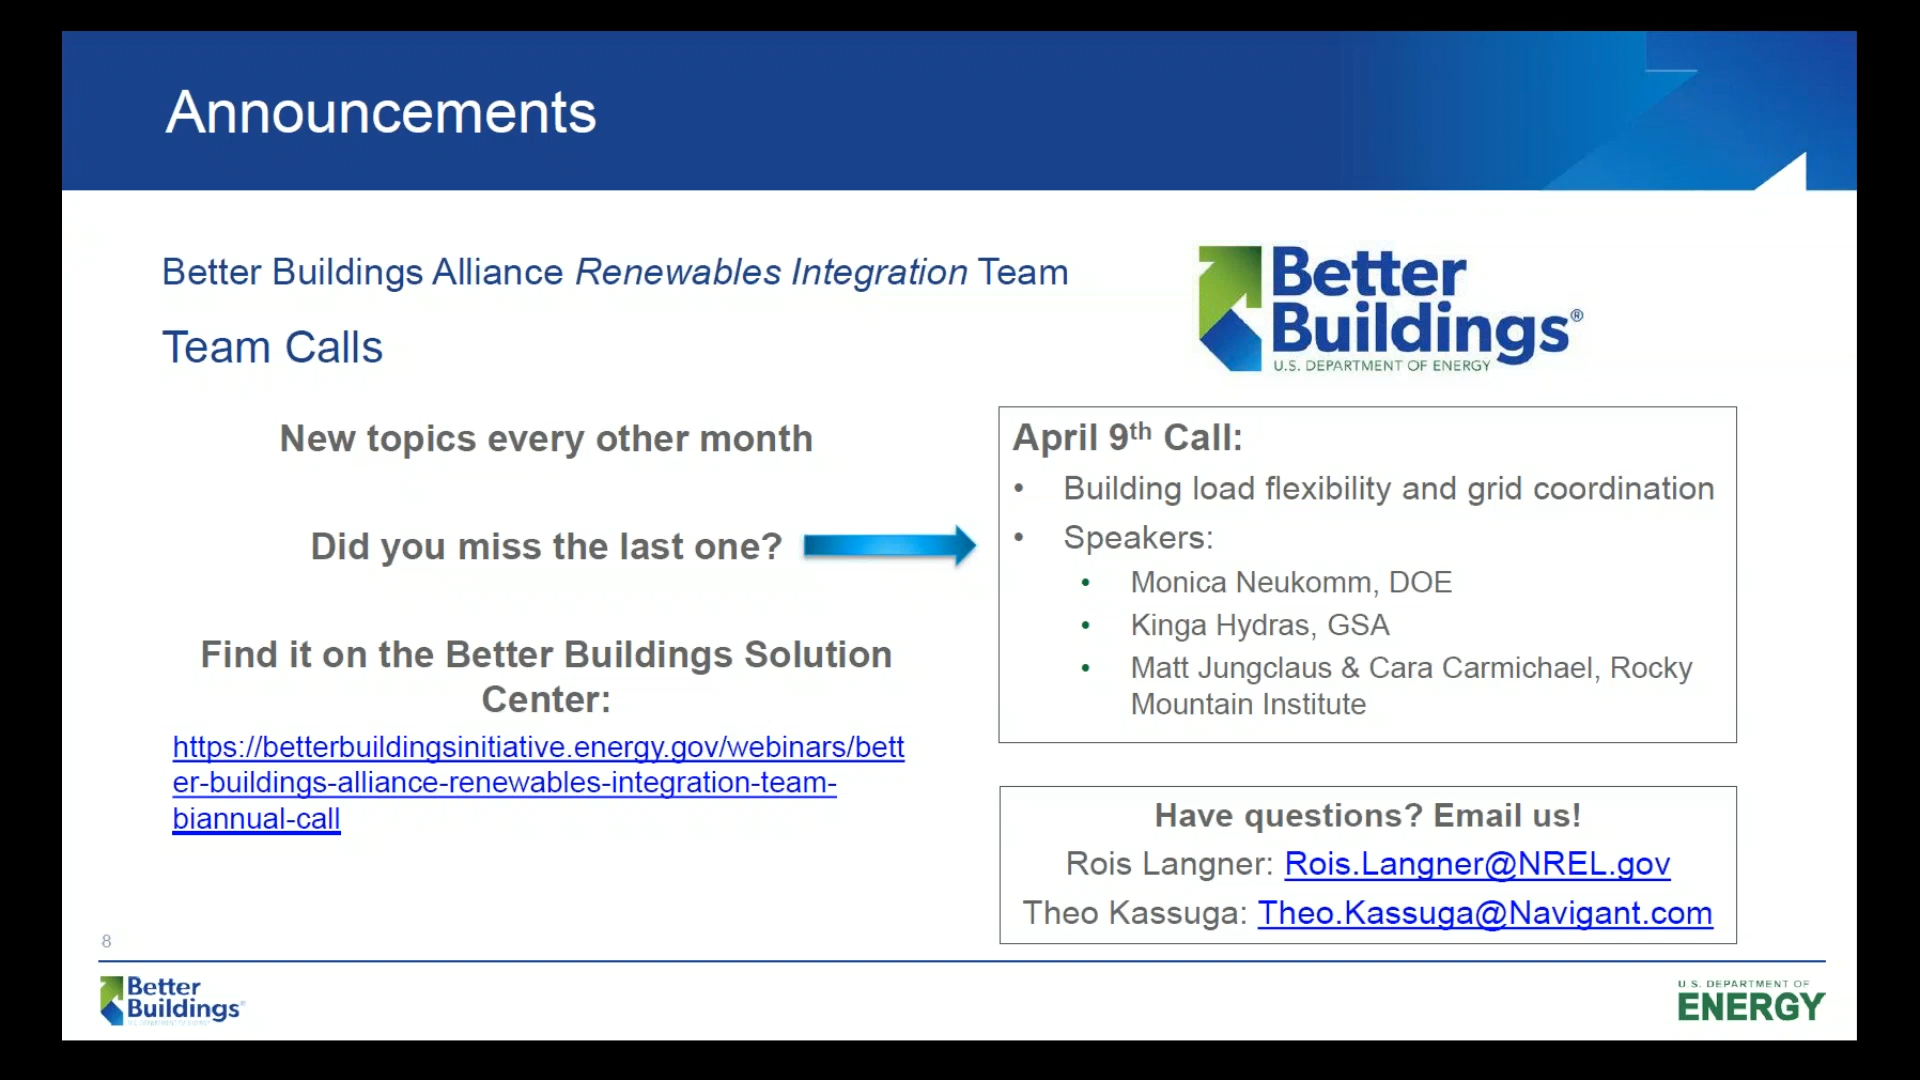 Announcements
Better Buildings Alliance Renewables Integration Team
Team Calls
Better
Buildings®
U.S. DEPARTMENT OF ENERGY
New topics every other month
Did you miss the last one?
Find it on the Better Buildings Solution
Center:
https://betterbuildingsinitiative.energy.gov/webinars/bett
er-buildings-alliance-renewables-integration-team-
biannual-call
April 9th Call:
• Building load flexibility and grid coordination
• Speakers:
• Monica Neukomm, DOE
• Kinga Hydras, GSA
• Matt Jungclaus & Cara Carmichael, Rocky
Mountain Institute
Have questions? Email us!
Rois Langner: Rois.Langner@NREL.gov
Theo Kassuga: Theo.Kassuga@Navigant.com
8
Better
Buildings®
U.S. DEPARTMENT OF
ENERGY